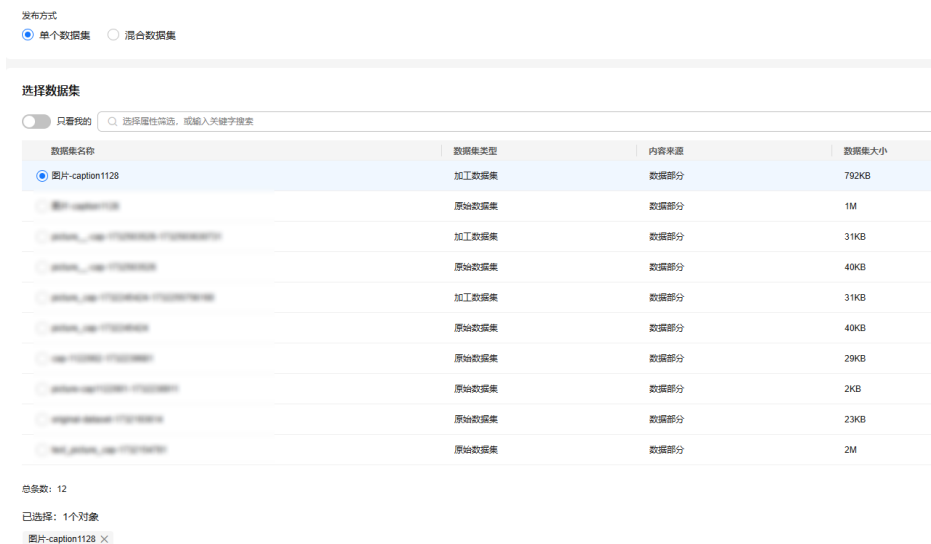 发布方式
单个数据集 混合数据集
选择数据集
只看我的 选择属性筛选，或输入关键字搜索
数据集名称 数据集类型 内容来源 数据集大小
图片-caption1128 加工数据集 数据部分 792KB
原始数据集 数据部分 1M
加工数据集 数据部分 31KB
原始数据集 数据部分 40KB
加工数据集 数据部分 31KB
原始数据集 数据部分 40KB
原始数据集 数据部分 29KB
原始数据集 数据部分 2KB
原始数据集 数据部分 23KB
原始数据集 数据部分 2M
总条数：12
已选择：1个对象
图片-caption1128